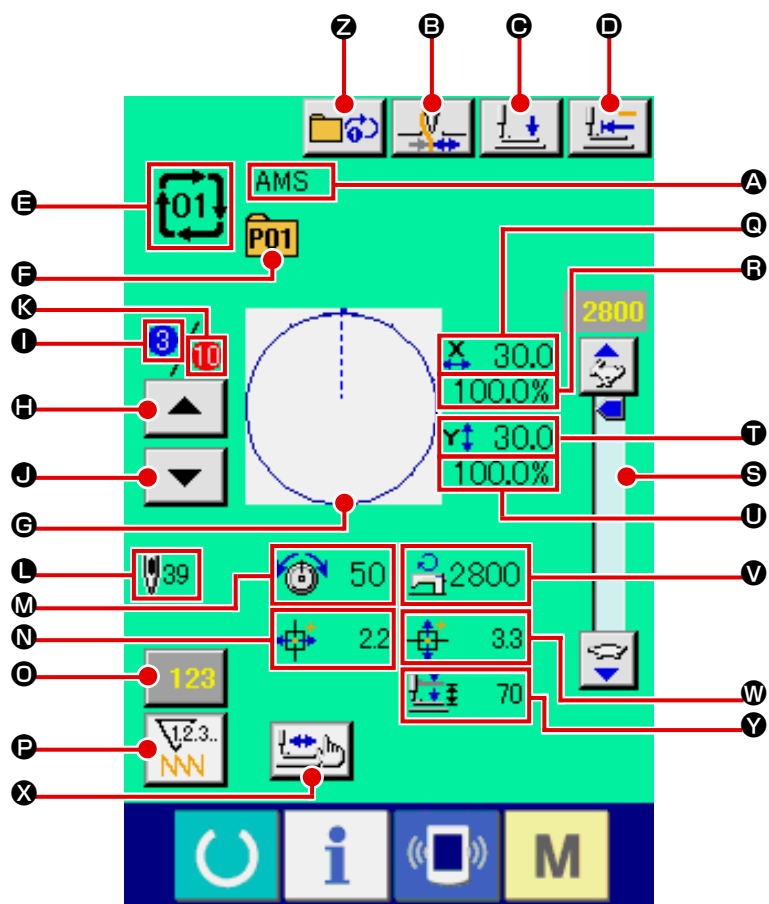 Z B C D
AMS A
E 01
Q
P01
F R
K 2800
I 3 / 10 X 30.0
100.0%
H
Y 30.0 T
J 100.0% S
G U
L 39 50 2800 V
M
N 2.2 3.3
O 123 W
70
P 1.2.3.. Y
X
i M